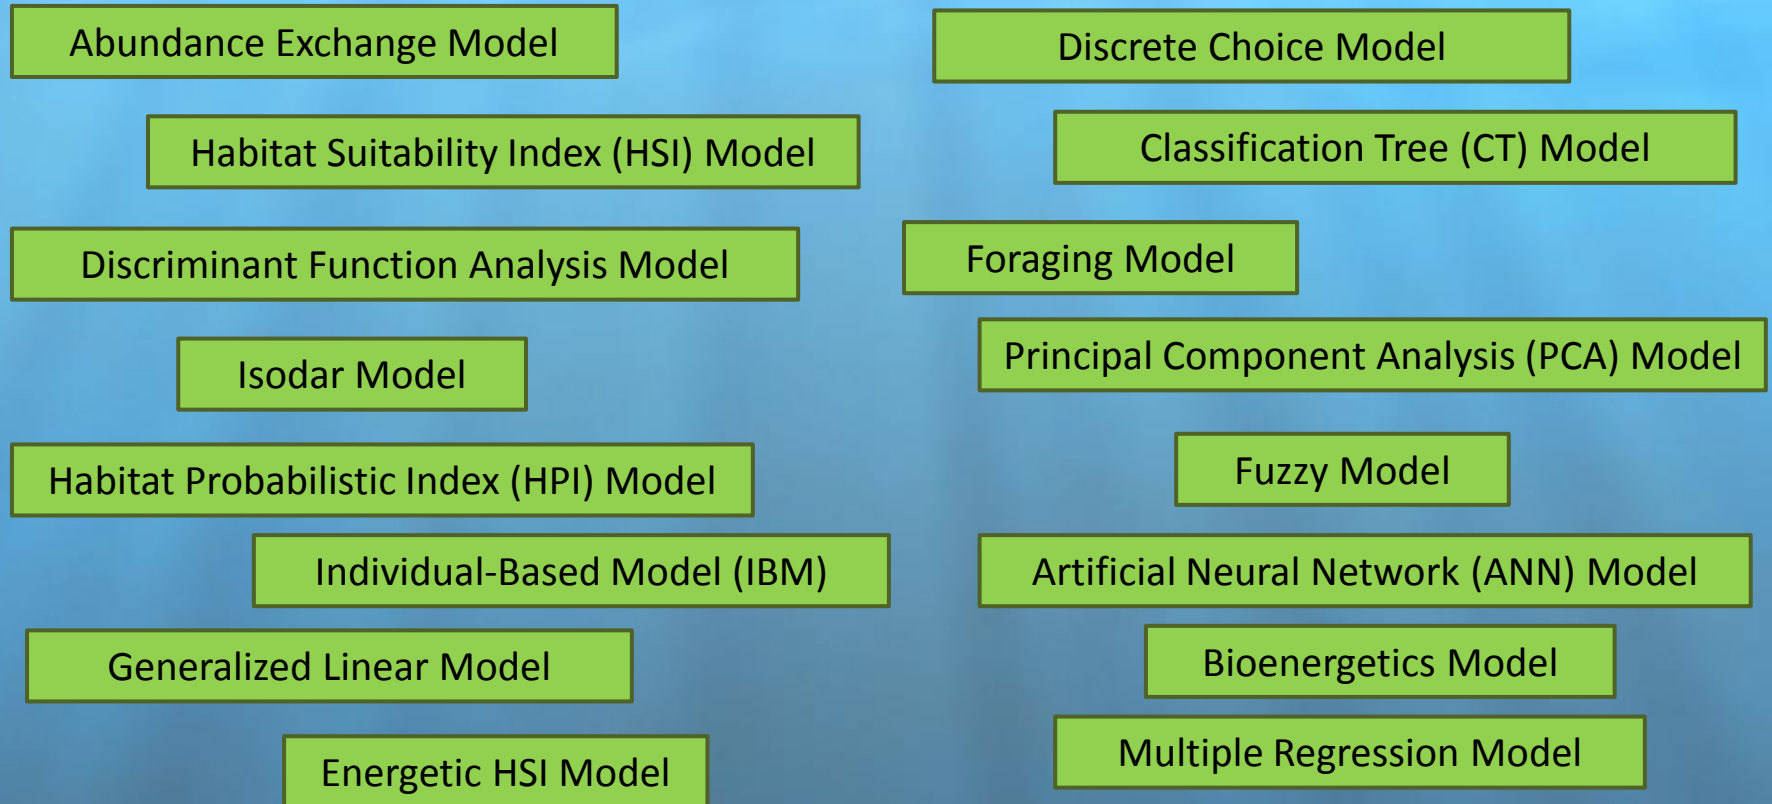 Abundance Exchange Model
Habitat Suitability Index (HSI) Model
Discriminant Function Analysis Model
Isodar Model
Habitat Probabilistic Index (HPI) Model
Individual-Based Model (IBM)
Generalized Linear Model
Energetic HSI Model
Discrete Choice Model
Classification Tree (CT) Model
Foraging Model
Principal Component Analysis (PCA) Model
Fuzzy Model
Artificial Neural Network (ANN) Model
Bioenergetics Model
Multiple Regression Model